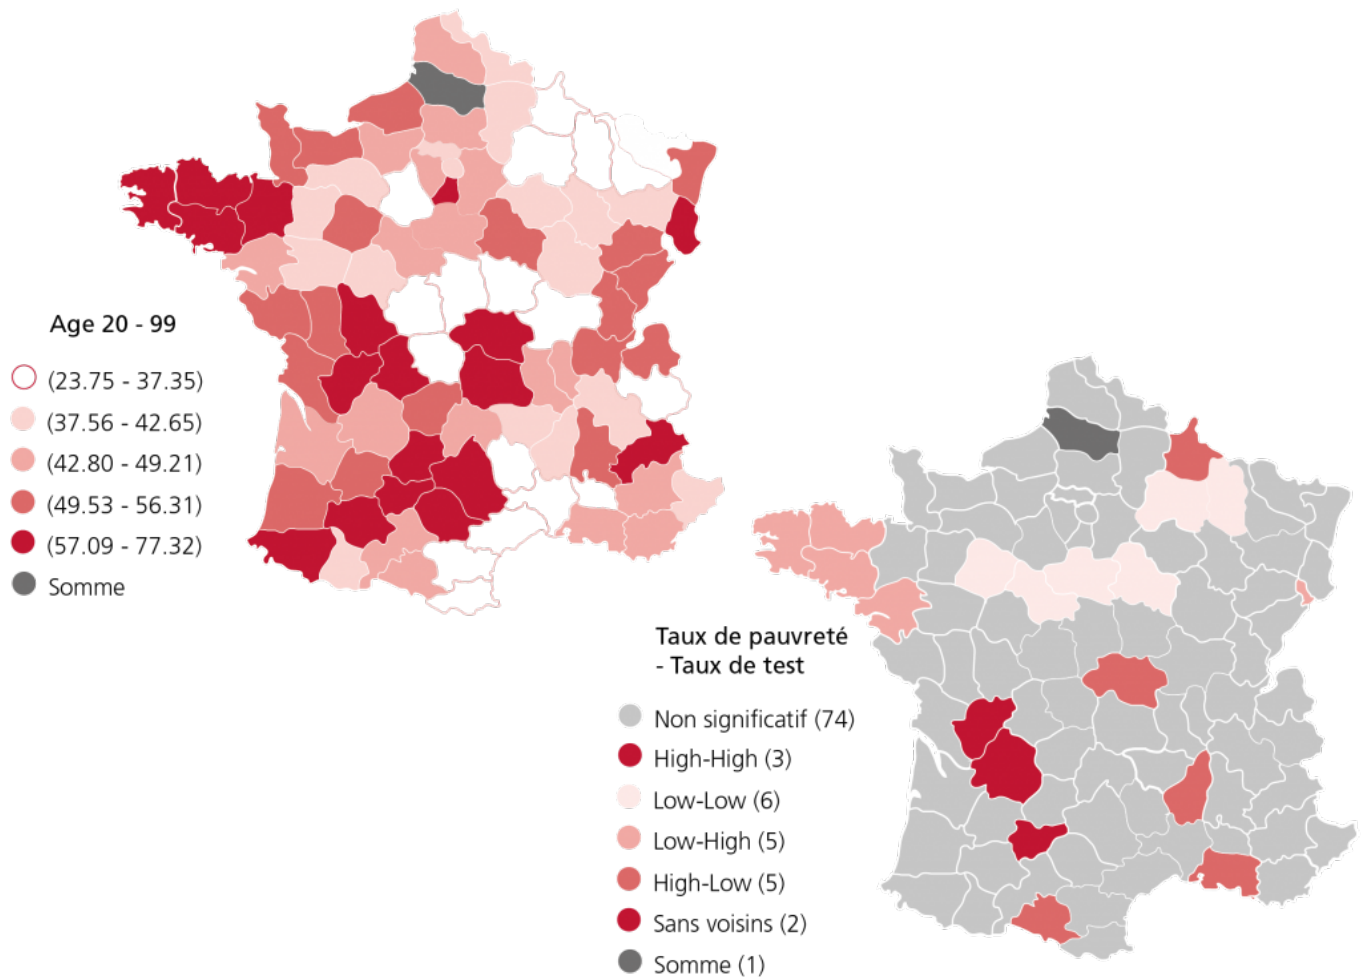 Age 20 - 99
(23.75 - 37.35)
(37.56 - 42.65)
(42.80 - 49.21)
(49.53 - 56.31)
(57.09 - 77.32)
Somme
Taux de pauvreté
- Taux de test
Non significatif (74)
High-High (3)
Low-Low (6)
Low-High (5)
High-Low (5)
Sans voisins (2)
Somme (1)